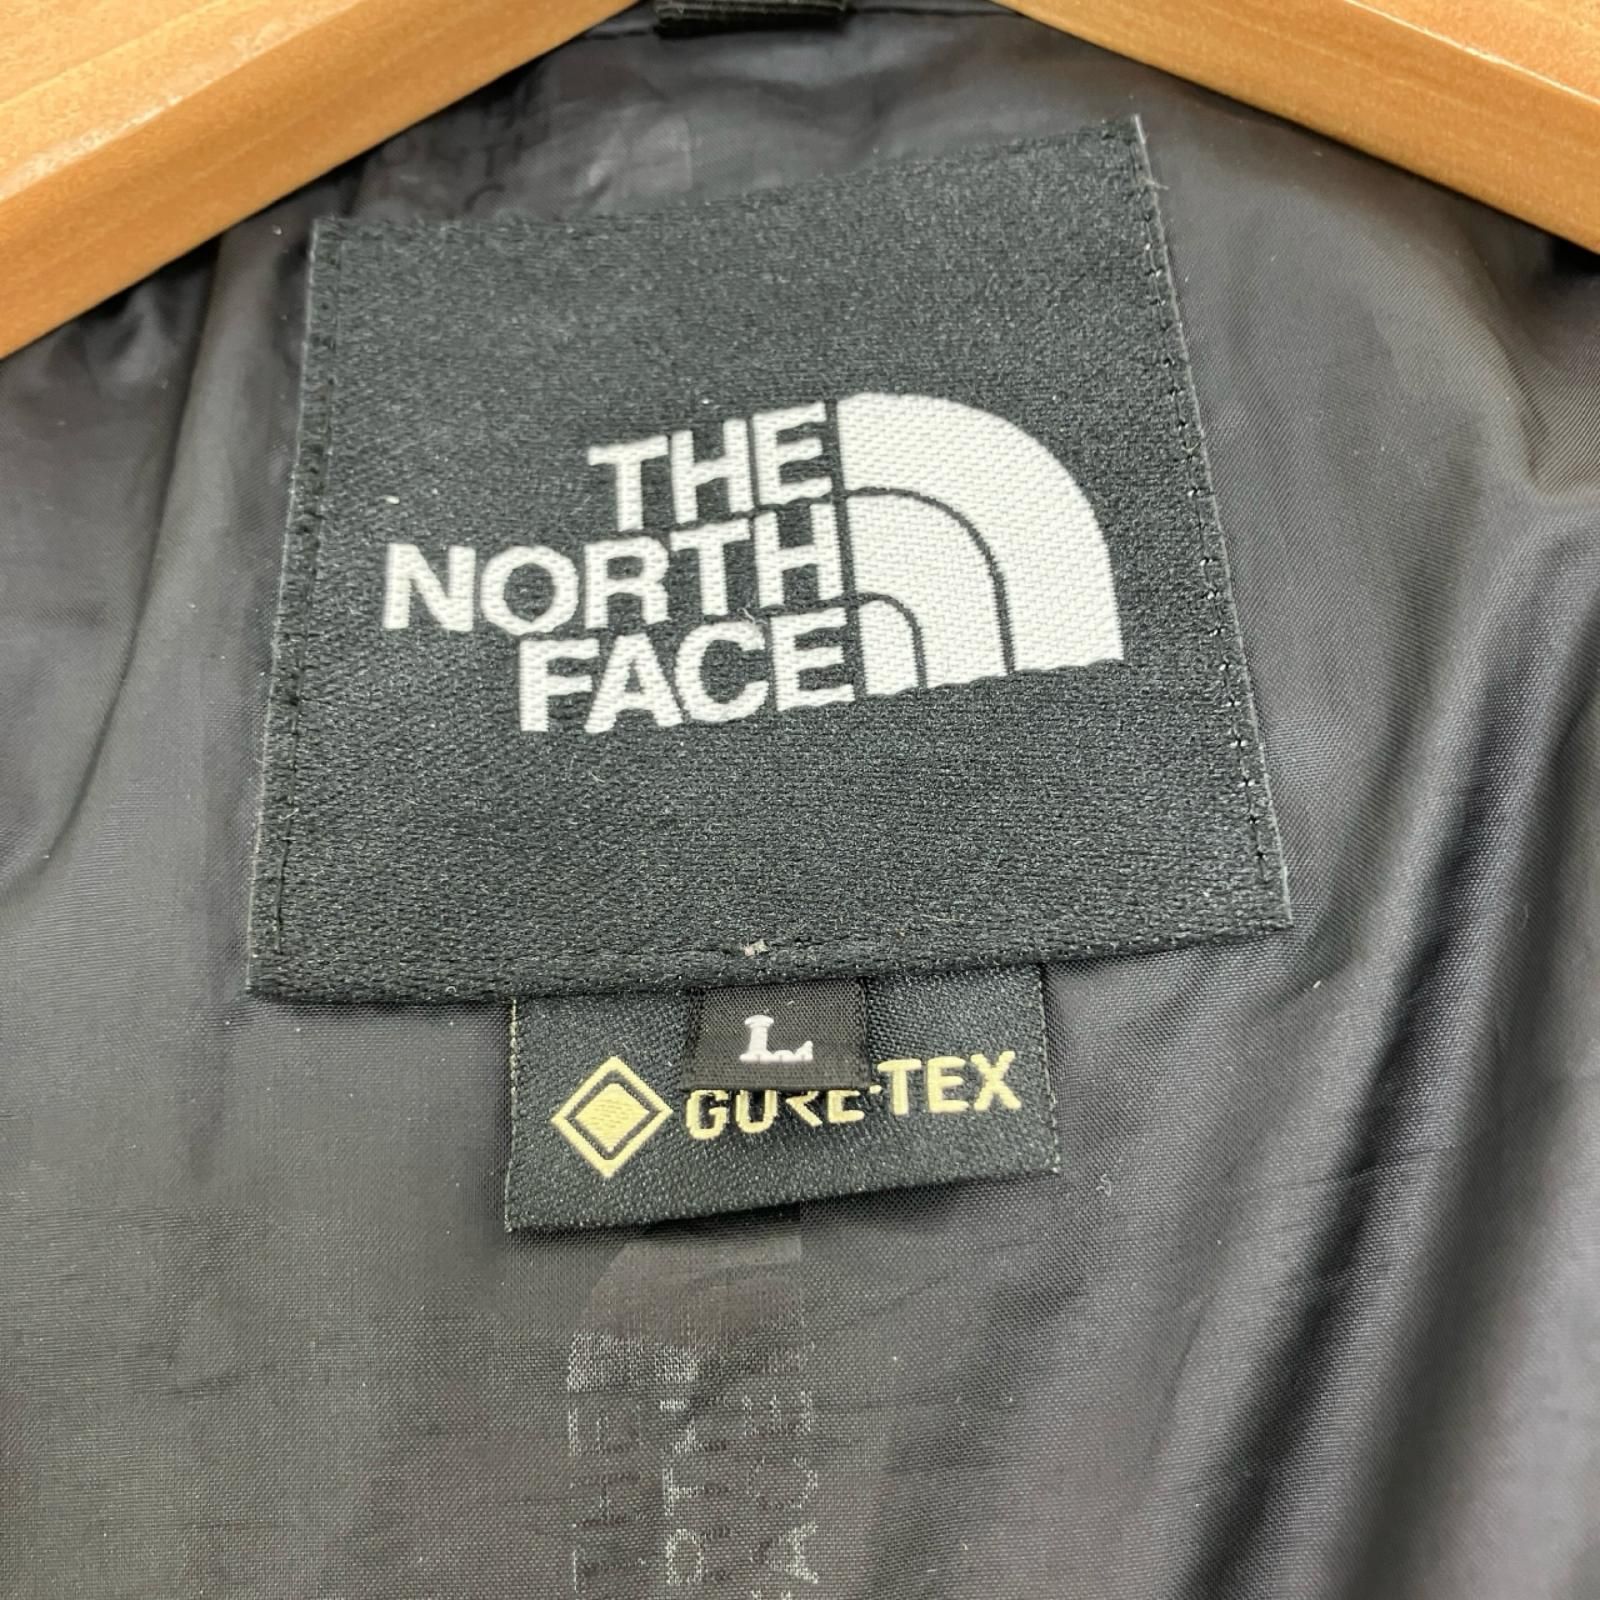 THE
NORTH
FACE
L
GORE-TEX